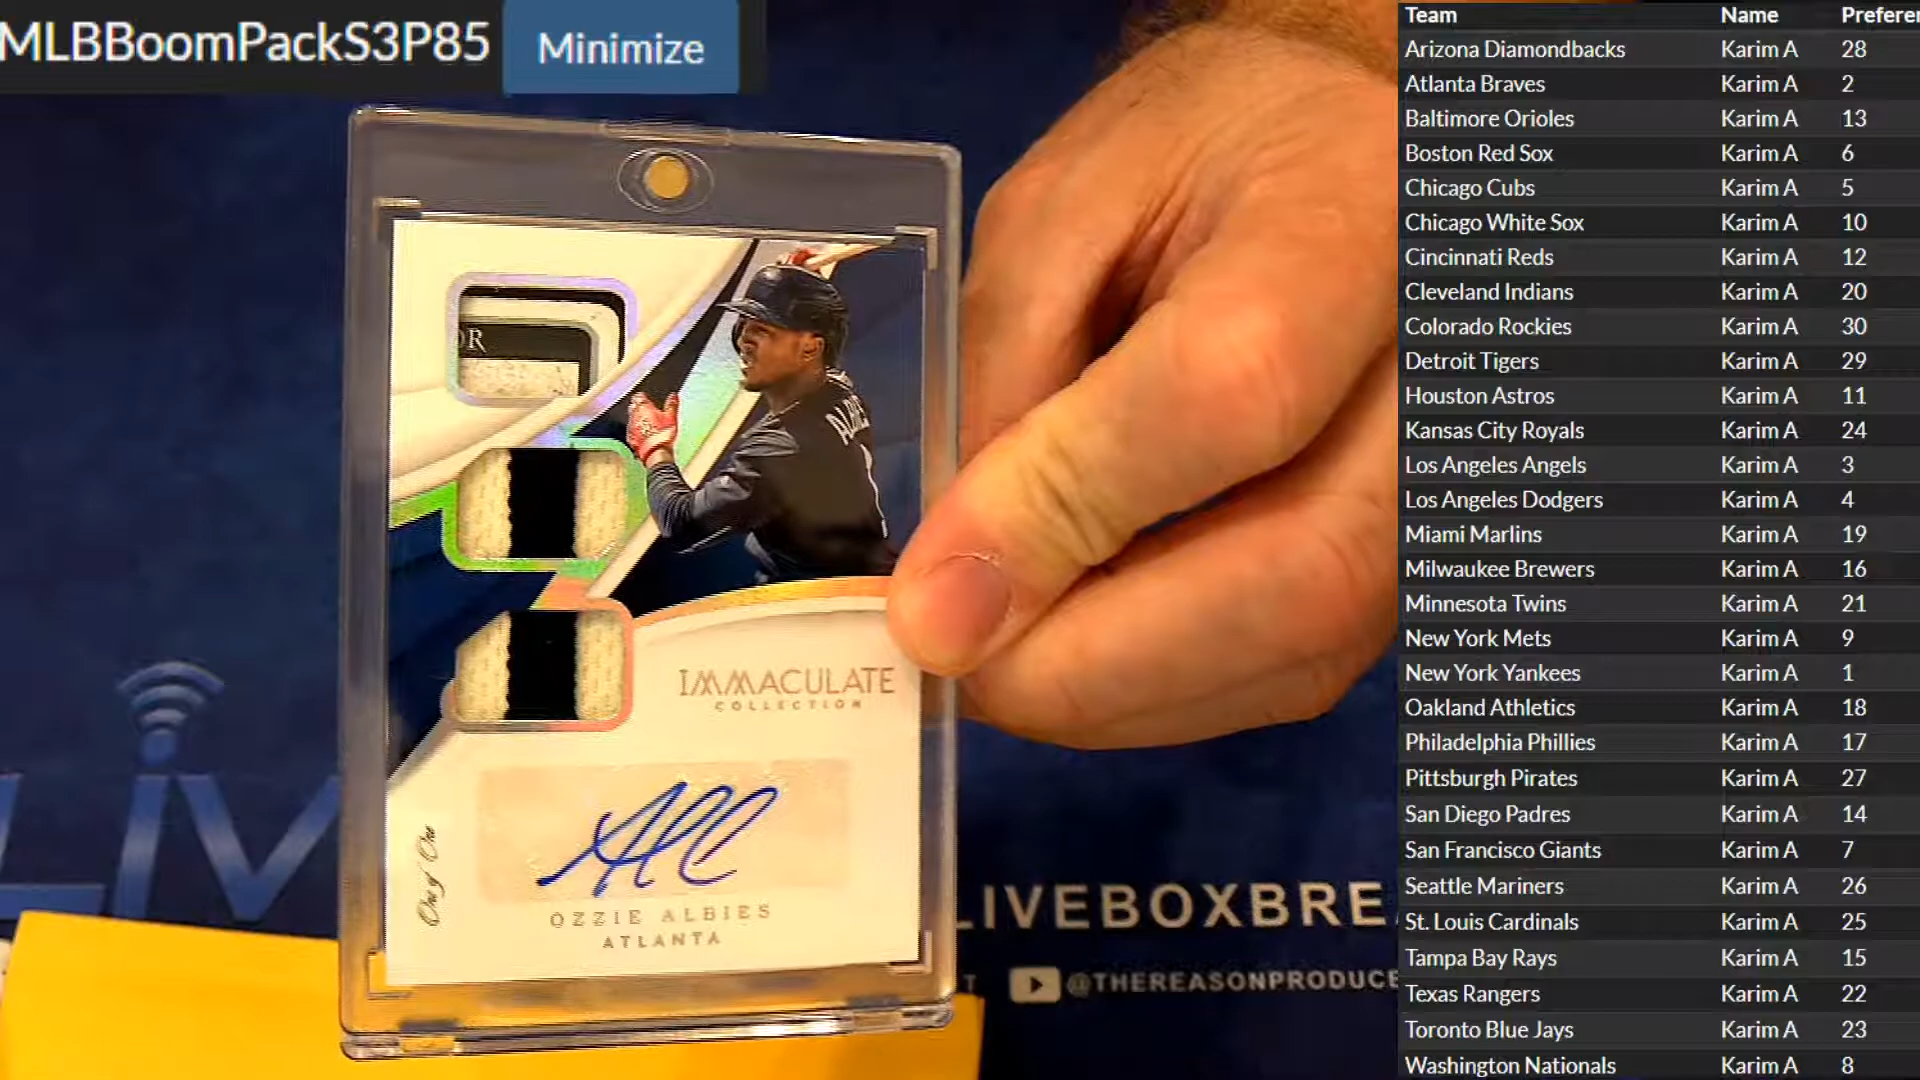 MLBBoomPackS3P85
Minimize
OR
ALBIES
1
IMMACULATE
COLLECTION
One of One
OZZIE ALBIES
ATLANTA
LIV
LIVEBOXBRE
T
@THEREASONPRODUCE
Team Name Preferen
Arizona Diamondbacks Karim A 28
Atlanta Braves Karim A 2
Baltimore Orioles Karim A 13
Boston Red Sox Karim A 6
Chicago Cubs Karim A 5
Chicago White Sox Karim A 10
Cincinnati Reds Karim A 12
Cleveland Indians Karim A 20
Colorado Rockies Karim A 30
Detroit Tigers Karim A 29
Houston Astros Karim A 11
Kansas City Royals Karim A 24
Los Angeles Angels Karim A 3
Los Angeles Dodgers Karim A 4
Miami Marlins Karim A 19
Milwaukee Brewers Karim A 16
Minnesota Twins Karim A 21
New York Mets Karim A 9
New York Yankees Karim A 1
Oakland Athletics Karim A 18
Philadelphia Phillies Karim A 17
Pittsburgh Pirates Karim A 27
San Diego Padres Karim A 14
San Francisco Giants Karim A 7
Seattle Mariners Karim A 26
St. Louis Cardinals Karim A 25
Tampa Bay Rays Karim A 15
Texas Rangers Karim A 22
Toronto Blue Jays Karim A 23
Washington Nationals Karim A 8